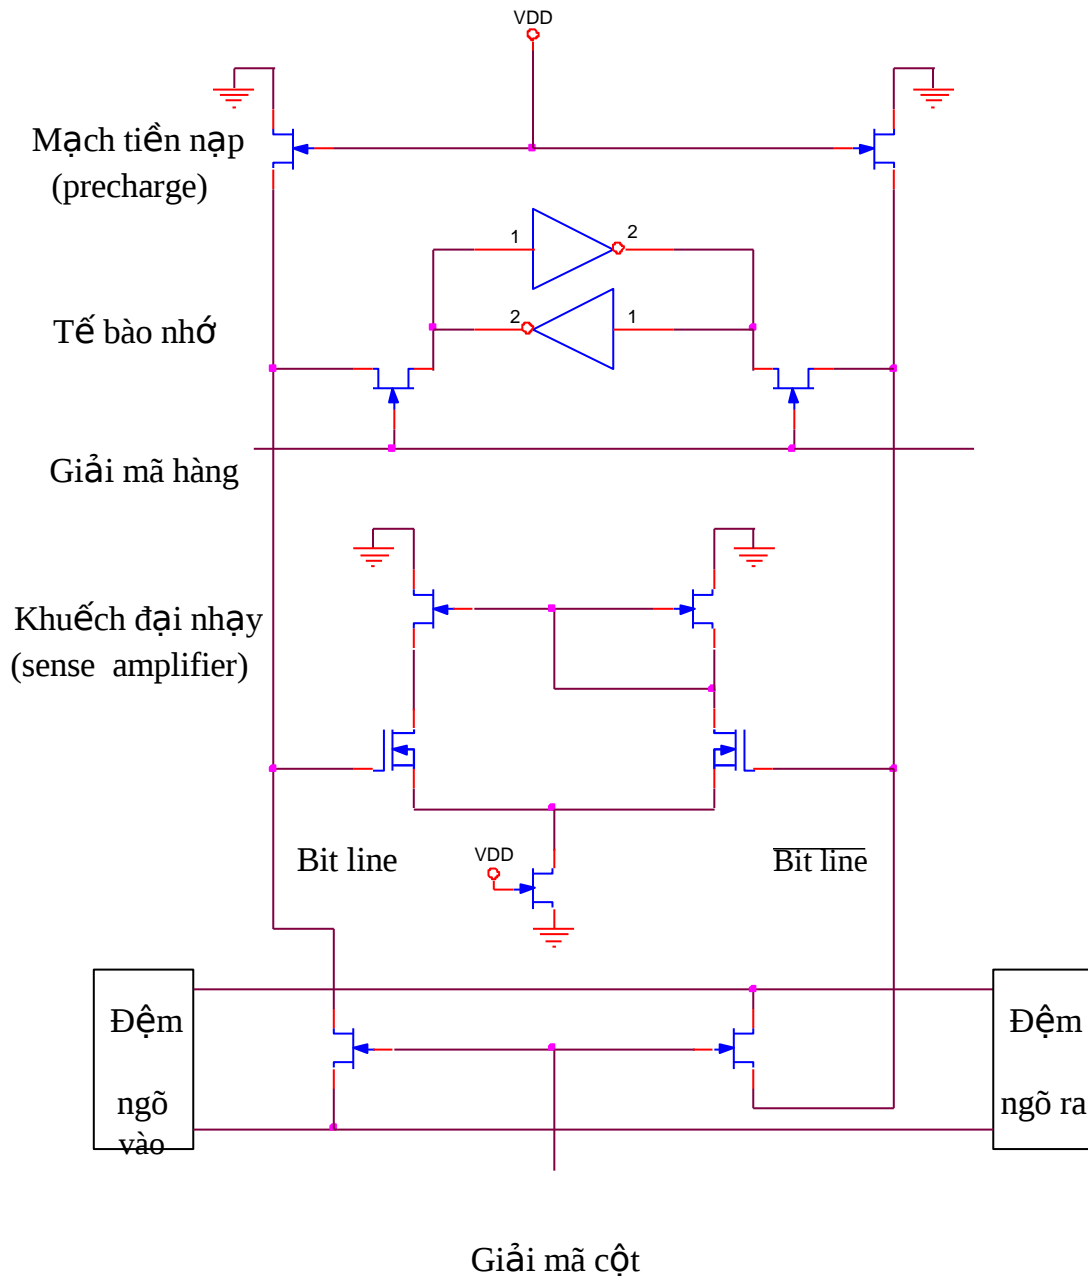 VDD
Mạch tiền nạp
(precharge)
1
2
2
1
Tế bào nhớ
Giải mã hàng
Khuếch đại nhạy
(sense amplifier)
Bit line
VDD
Bit line
Đệm
ngõ
vào
Đệm
ngõ ra
Giải mã cột